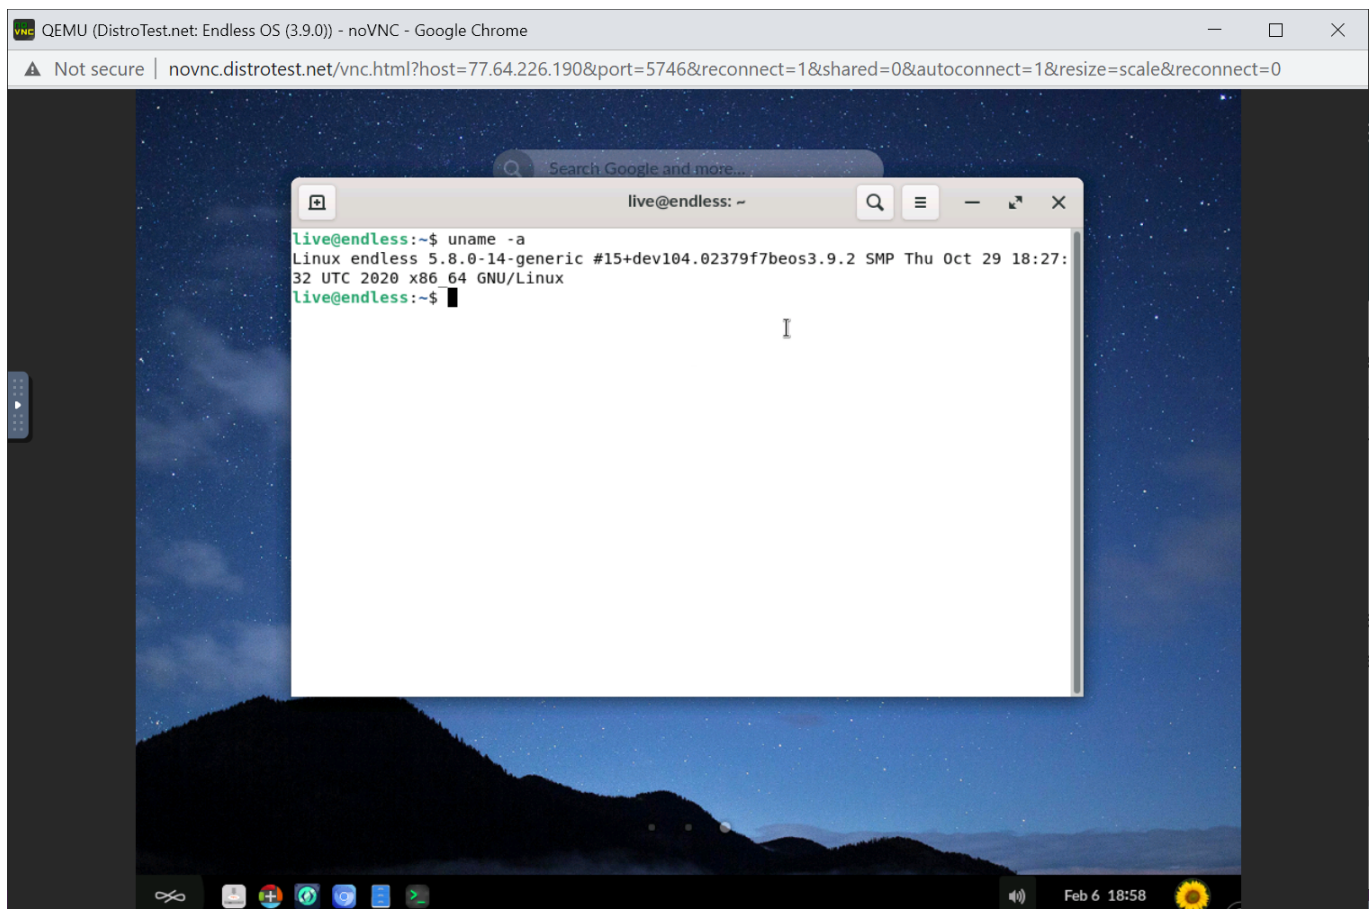 QEMU (DistroTest.net: Endless OS (3.9.0)) - noVNC - Google Chrome
Not secure | novnc.distrotest.net/vnc.html?host=77.64.226.190&port=5746&reconnect=1&shared=0&autoconnect=1&resize=scale&reconnect=0
Search Google and more...
live@endless: ~
live@endless:~$ uname -a
Linux endless 5.8.0-14-generic #15+dev104.02379f7beos3.9.2 SMP Thu Oct 29 18:27:
32 UTC 2020 x86_64 GNU/Linux
live@endless:~$
Feb 6 18:58